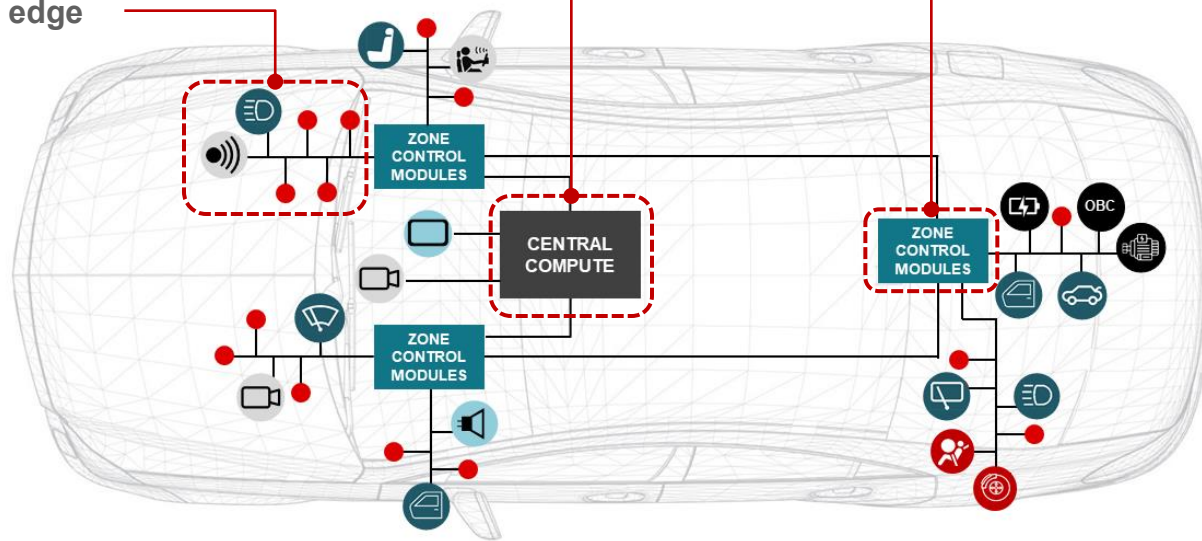 edge
ZONE
CONTROL
MODULES
CENTRAL
COMPUTE
ZONE
CONTROL
MODULES
OBC
ZONE
CONTROL
MODULES